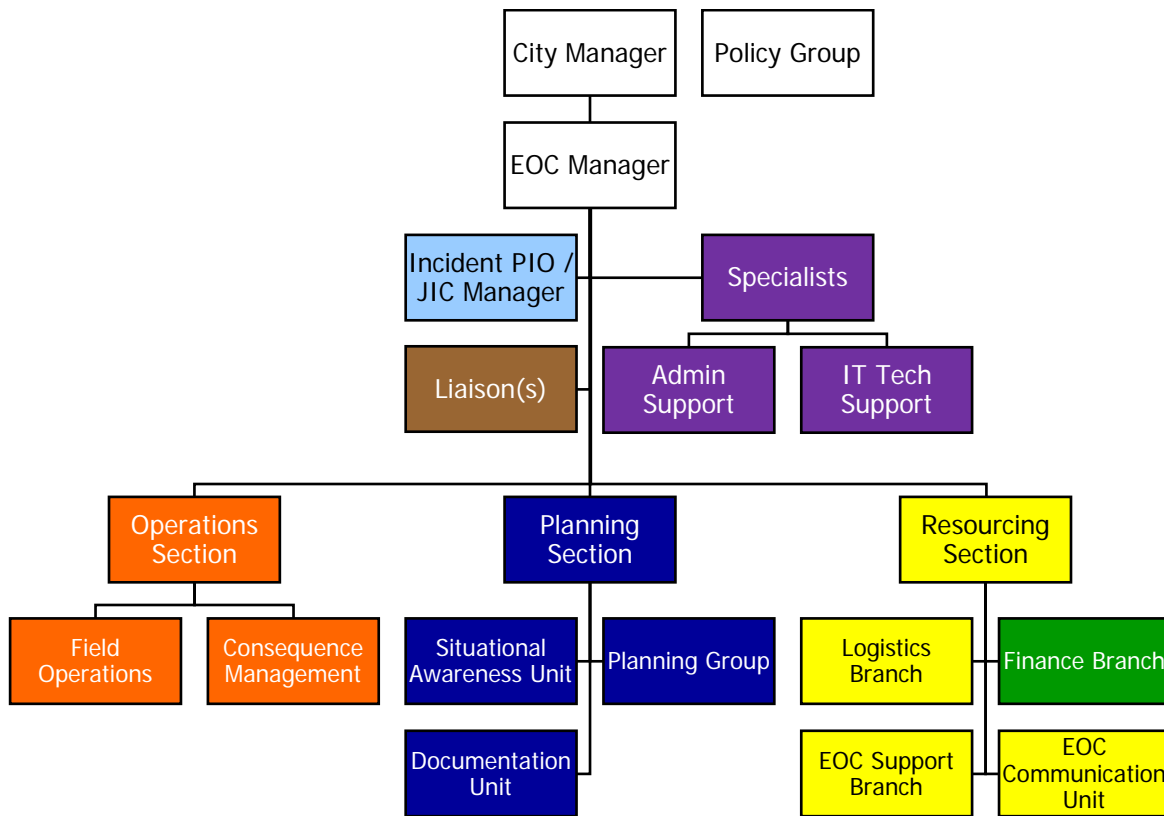 City Manager
Policy Group
EOC Manager
Incident PIO /
JIC Manager
Specialists
Liaison(s)
Admin
Support
IT Tech
Support
Operations
Section
Planning
Section
Resourcing
Section
Field
Operations
Consequence
Management
Situational
Awareness Unit
Planning Group
Logistics
Branch
Finance Branch
Documentation
Unit
EOC Support
Branch
EOC
Communication
Unit